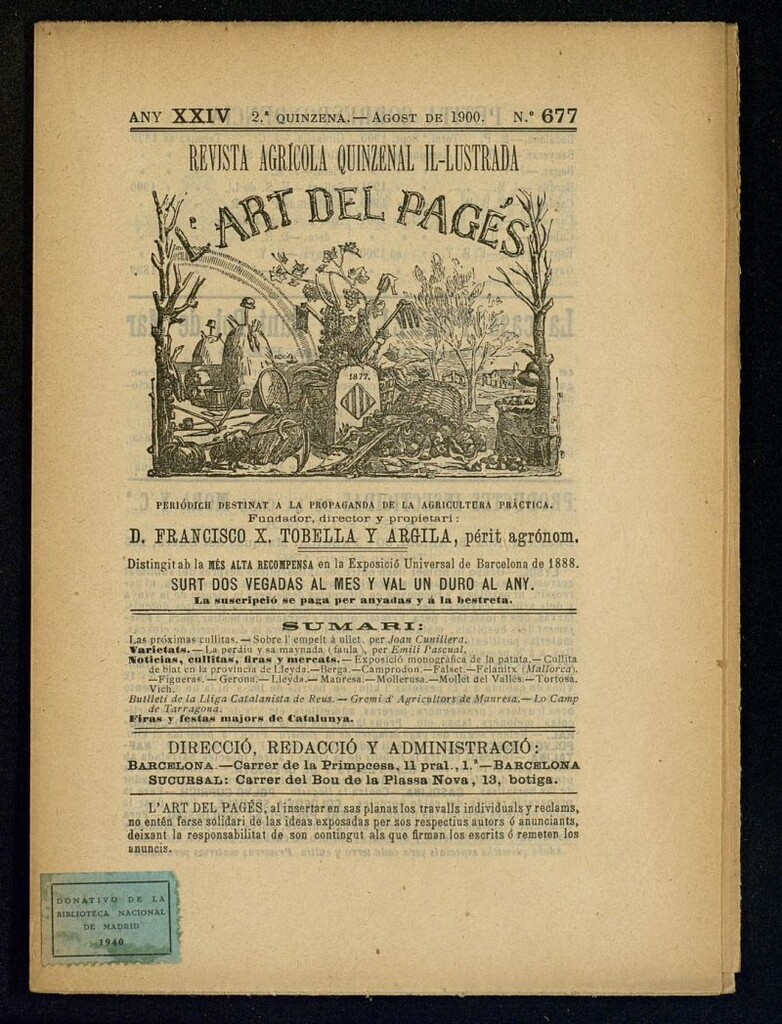 ANY XXIV 2.ª QUINZENA.—AGOST DE 1900. N.º 677
REVISTA AGRÍCOLA QUINZENAL IL-LUSTRADA
L'ART DEL PAGÉS
1877.
PERIÓDICH DESTINAT A LA PROPAGANDA DE LA AGRICULTURA PRÁCTICA.
Fundador, director y propietari:
D. FRANCISCO X. TOBELLA Y ARGILA, périt agrónom.
Distingit ab la MÉS ALTA RECOMPENSA en la Exposició Universal de Barcelona de 1888.
SURT DOS VEGADAS AL MES Y VAL UN DURO AL ANY.
La suscripció se paga per anyadas y á la bestreta.
SUMARI:
Las próximas cullitas.—Sobre l'empelt á ullet, per Joan Cunillera.
Varietats.—La perdiu y sa maynada (faula), per Emili Pascual.
Noticias, cullitas, firas y mercats.—Exposició monográfica de la patata.—Cullita
de blat en la provincia de Lleyda.—Berga.—Camprodon.—Falset.—Felanitx (Mallorca).
—Figueras.—Gerona.—Lleyda.—Manresa.—Mollerusa.—Mollet del Vallés.—Tortosa.
Vich.
Butlletí de la Lliga Catalanista de Reus.—Gremi d'Agricultors de Manresa.—Lo Camp
de Tarragona.
Firas y festas majors de Catalunya.
DIRECCIÓ, REDACCIÓ Y ADMINISTRACIÓ:
BARCELONA.—Carrer de la Primpcesa, 11 pral., 1.ª—BARCELONA
SUCURSAL: Carrer del Bou de la Plassa Nova, 13, botiga.
L'ART DEL PAGÉS, al insertar en sas planas los travalls individuals y reclams,
no entén ferse solidari de las ideas exposadas per sos respectius autors ó anunciants,
deixant la responsabilitat de son contingut als que firman los escrits ó remeten los
anuncis.
DONATIVO DE LA
BIBLIOTECA NACIONAL
DE MADRID
1940